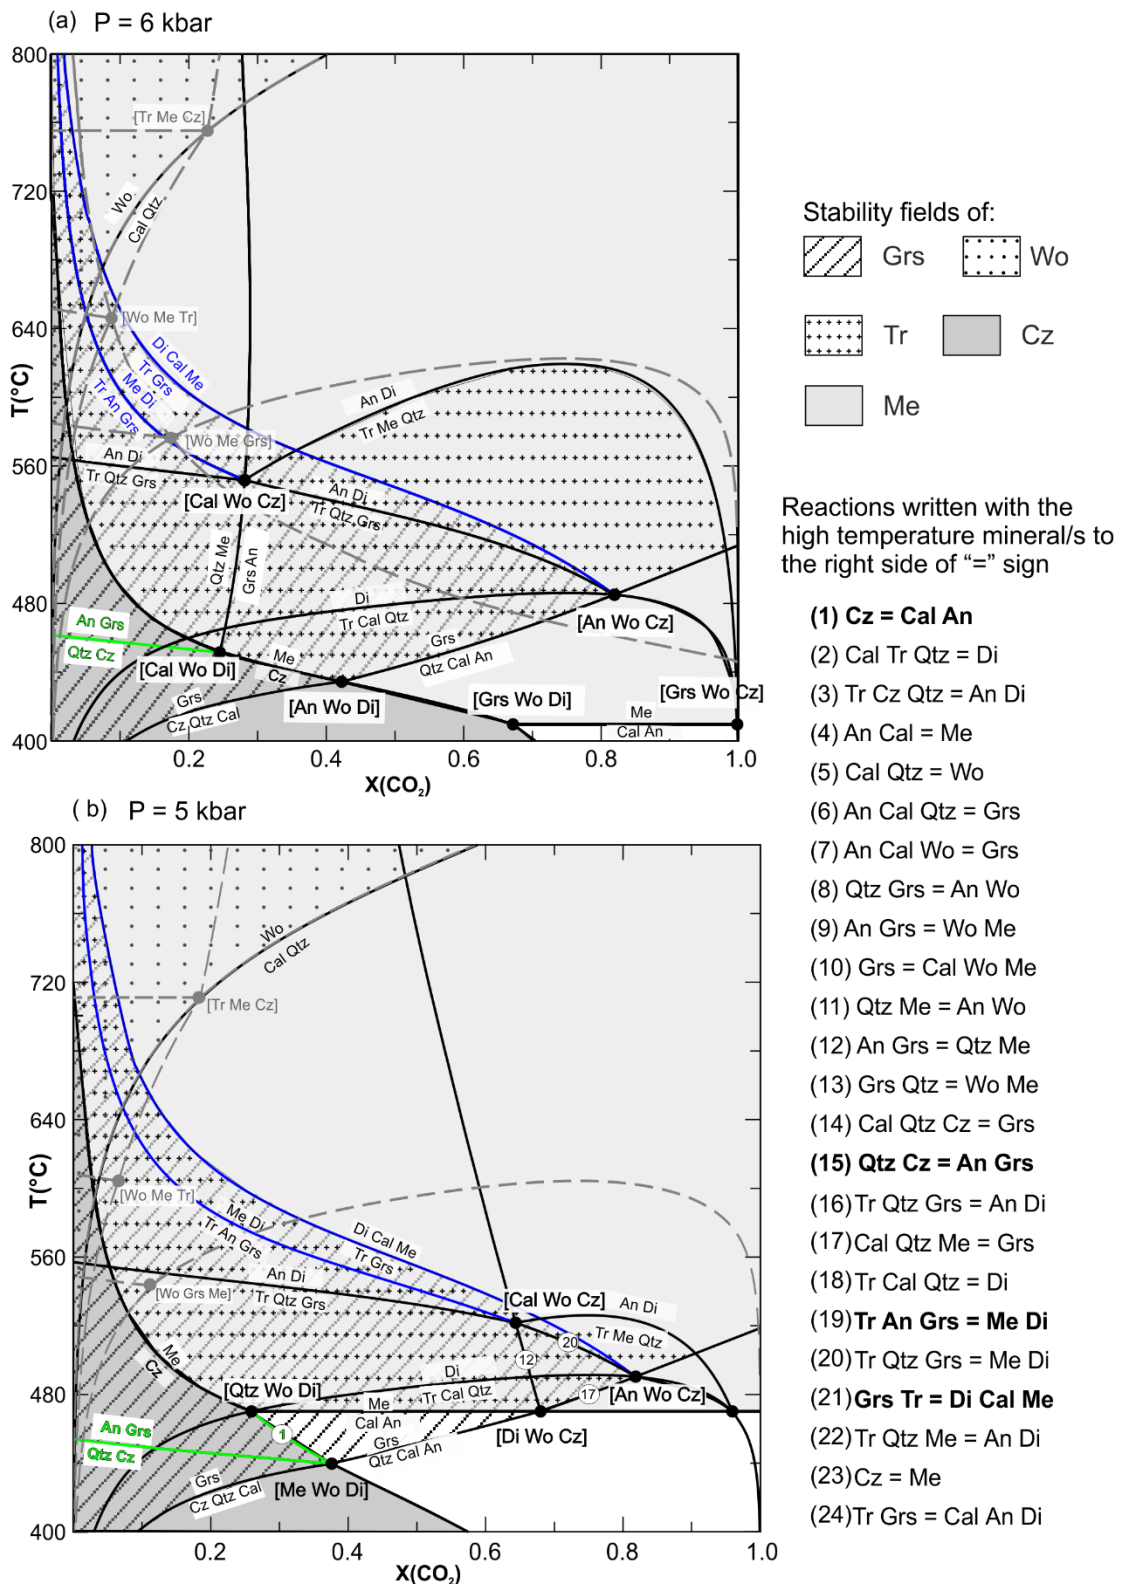 (a) P = 6 kbar
800
720
640
560
480
400
T(°C)
[Tr Me Cz]
Wo
Cal Qtz
[Wo Me Tr]
Di Cal Me
Tr Grs
Me Di
Tr An Grs
[Wo Me Grs]
An Di
Tr Me Qtz
An Di
Tr Qtz Grs
[Cal Wo Cz]
An Di
Tr Qtz Grs
Qtz Me
Grs An
Di
Tr Cal Qtz
[An Wo Cz]
An Grs
Qtz Cz
Grs
Qtz Cal An
[Cal Wo Di]
Me
Cz
[An Wo Di]
[Grs Wo Di]
[Grs Wo Cz]
Grs
Cz Qtz Cal
Me
Cal An
0.2
0.4
0.6
0.8
1.0
X(CO₂)
( b) P = 5 kbar
800
720
640
560
480
400
T(°C)
Wo
Cal Qtz
[Tr Me Cz]
[Wo Me Tr]
Me Di
Tr An Grs
Di Cal Me
Tr Grs
An Di
Tr Qtz Grs
[Wo Grs Me]
[Cal Wo Cz]
An Di
Tr Me Qtz
20
12
Me
Cz
[Qtz Wo Di]
Di
Tr Cal Qtz
17
[An Wo Cz]
Me
Cal An
An Grs
Qtz Cz
1
Grs
Qtz Cal An
[Di Wo Cz]
Grs
Cz Qtz Cal
[Me Wo Di]
0.2
0.4
0.6
0.8
1.0
X(CO₂)
Stability fields of:
Grs
Wo
Tr
Cz
Me
Reactions written with the
high temperature mineral/s to
the right side of “=” sign
(1) Cz = Cal An
(2) Cal Tr Qtz = Di
(3) Tr Cz Qtz = An Di
(4) An Cal = Me
(5) Cal Qtz = Wo
(6) An Cal Qtz = Grs
(7) An Cal Wo = Grs
(8) Qtz Grs = An Wo
(9) An Grs = Wo Me
(10) Grs = Cal Wo Me
(11) Qtz Me = An Wo
(12) An Grs = Qtz Me
(13) Grs Qtz = Wo Me
(14) Cal Qtz Cz = Grs
(15) Qtz Cz = An Grs
(16) Tr Qtz Grs = An Di
(17) Cal Qtz Me = Grs
(18) Tr Cal Qtz = Di
(19) Tr An Grs = Me Di
(20) Tr Qtz Grs = Me Di
(21) Grs Tr = Di Cal Me
(22) Tr Qtz Me = An Di
(23) Cz = Me
(24) Tr Grs = Cal An Di